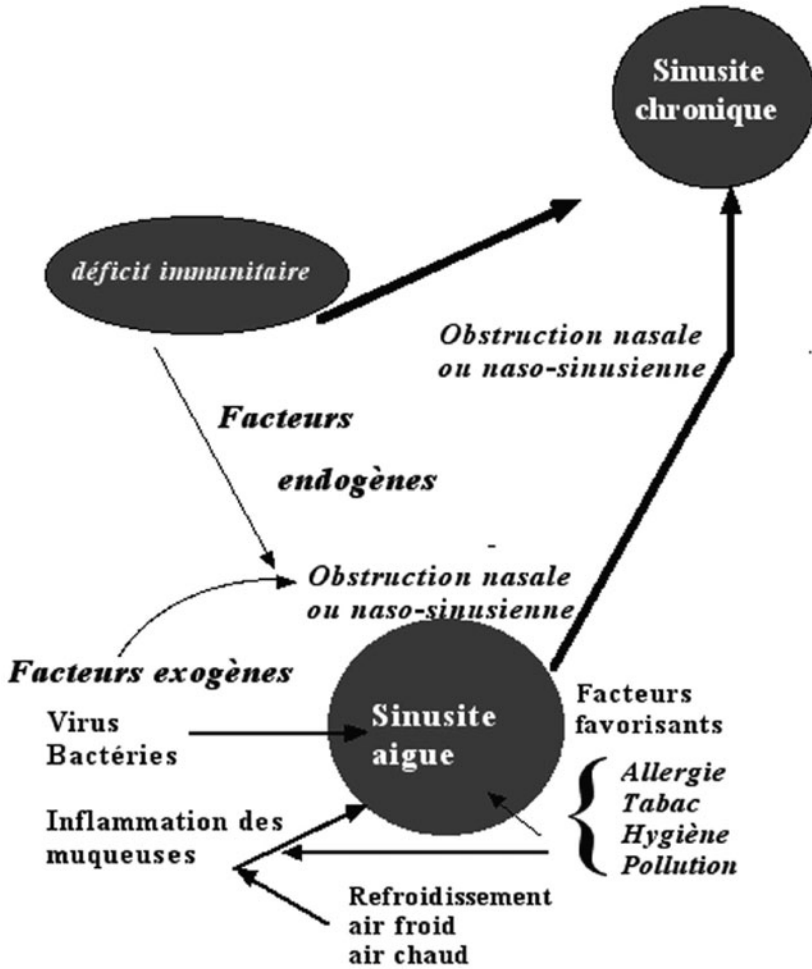 Sinusite
chronique
déficit immunitaire
Obstruction nasale
ou naso-sinusienne
Facteurs
endogènes
Obstruction nasale
ou naso-sinusienne
Facteurs exogènes
Virus
Bactéries
Sinusite
aigue
Facteurs
favorisants
Allergie
Tabac
Hygiène
Pollution
Inflammation des
muqueuses
Refroidissement
air froid
air chaud